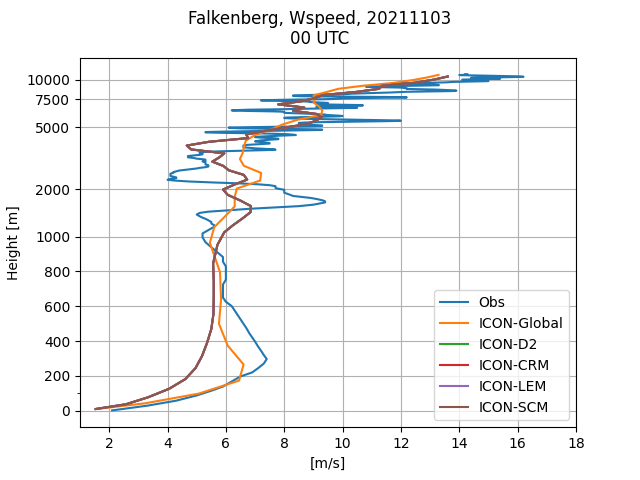 Falkenberg, Wspeed, 20211103
00 UTC
Height [m]
10000
7500
5000
2000
1000
800
600
400
200
0
Obs
ICON-Global
ICON-D2
ICON-CRM
ICON-LEM
ICON-SCM
2 4 6 8 10 12 14 16 18
[m/s]